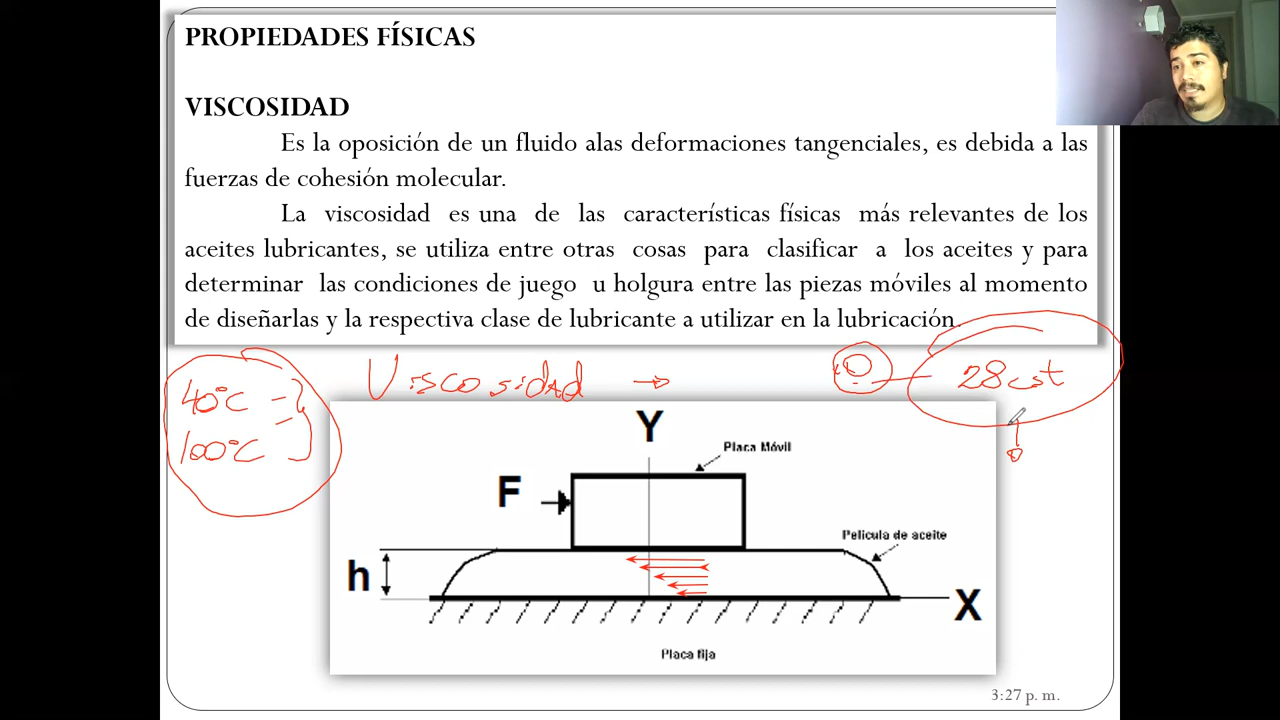 PROPIEDADES FÍSICAS
VISCOSIDAD
Es la oposición de un fluido alas deformaciones tangenciales, es debida a las
fuerzas de cohesión molecular.
La viscosidad es una de las características físicas más relevantes de los
aceites lubricantes, se utiliza entre otras cosas para clasificar a los aceites y para
determinar las condiciones de juego u holgura entre las piezas móviles al momento
de diseñarlas y la respectiva clase de lubricante a utilizar en la lubricación.
40°C
Viscosidad →
28 cst
100°C
Y
Placa Móvil
F
Pelicula de aceite
h
X
Placa fija
3:27 p. m.